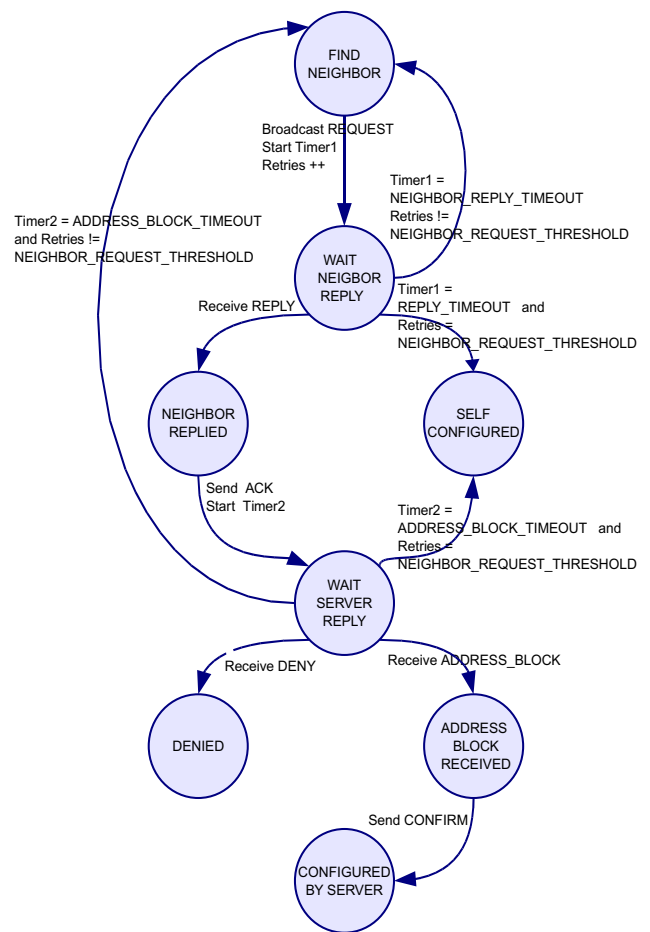 FIND
NEIGHBOR
Broadcast REQUEST
Start Timer1
Retries ++
Timer1 =
NEIGHBOR_REPLY_TIMEOUT
Retries !=
NEIGHBOR_REQUEST_THRESHOLD
Timer2 = ADDRESS_BLOCK_TIMEOUT
and Retries !=
NEIGHBOR_REQUEST_THRESHOLD
WAIT
NEIGBOR
REPLY
Receive REPLY
Timer1 =
REPLY_TIMEOUT and
Retries =
NEIGHBOR_REQUEST_THRESHOLD
NEIGHBOR
REPLIED
SELF
CONFIGURED
Send ACK
Start Timer2
Timer2 =
ADDRESS_BLOCK_TIMEOUT and
Retries =
NEIGHBOR_REQUEST_THRESHOLD
WAIT
SERVER
REPLY
Receive DENY
Receive ADDRESS_BLOCK
DENIED
ADDRESS
BLOCK
RECEIVED
Send CONFIRM
CONFIGURED
BY SERVER